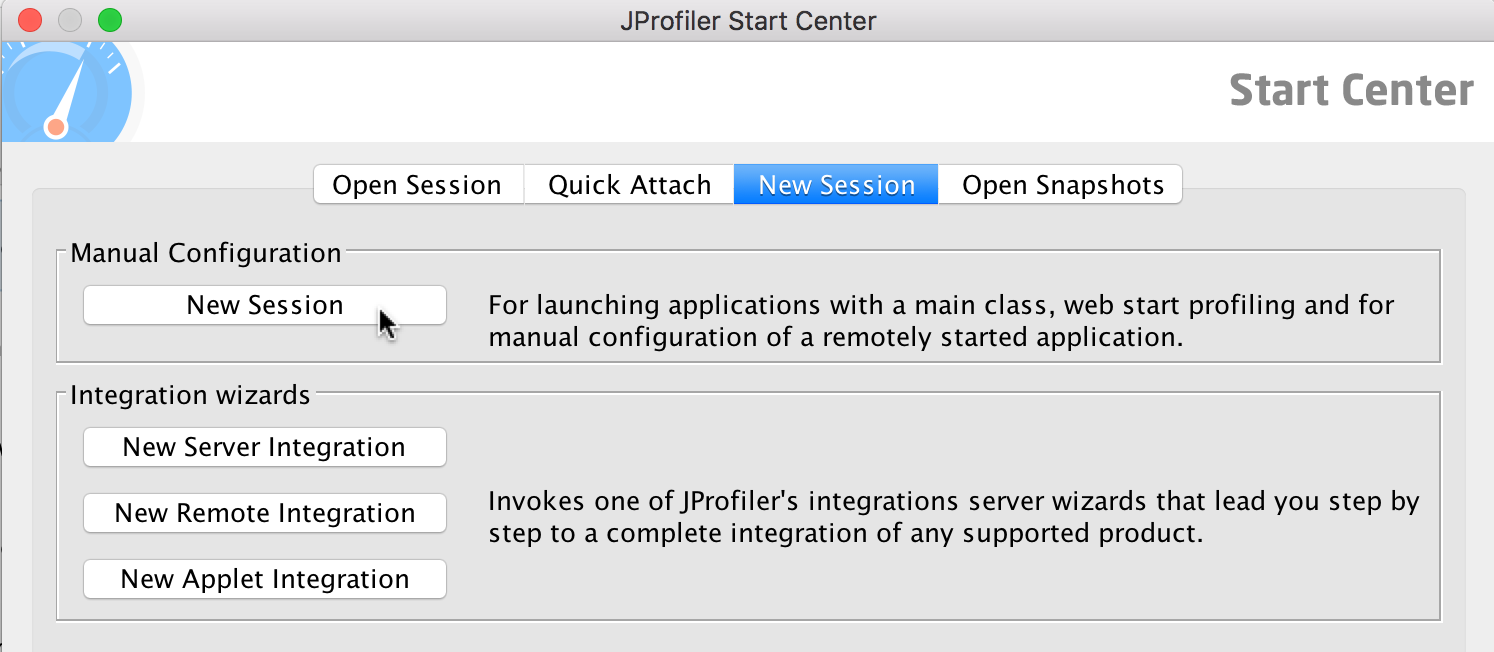 JProfiler Start Center
Start Center
Open Session
Quick Attach
New Session
Open Snapshots
Manual Configuration
New Session
For launching applications with a main class, web start profiling and for
manual configuration of a remotely started application.
Integration wizards
New Server Integration
New Remote Integration
New Applet Integration
Invokes one of JProfiler's integrations server wizards that lead you step by
step to a complete integration of any supported product.